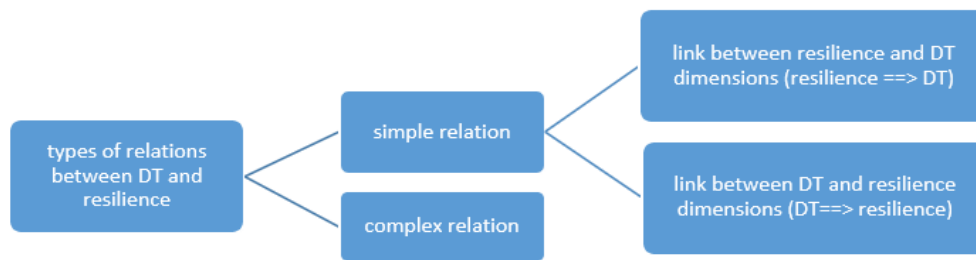 types of relations
between DT and
resilience
simple relation
complex relation
link between resilience and DT
dimensions (resilience ==> DT)
link between DT and resilience
dimensions (DT==> resilience)